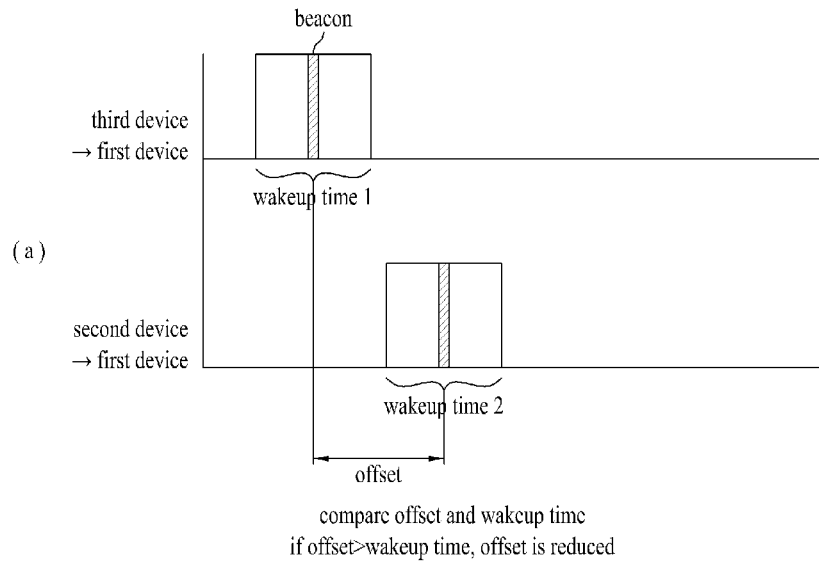 beacon
third device
→ first device
wakeup time 1
( a )
second device
→ first device
wakeup time 2
offset
compare offset and wakeup time
if offset>wakeup time, offset is reduced